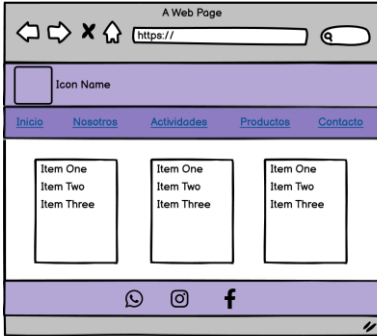 A Web Page
https://
Icon Name
Inicio Nosotros Actividades Productos Contacto
Item One
Item Two
Item Three
Item One
Item Two
Item Three
Item One
Item Two
Item Three